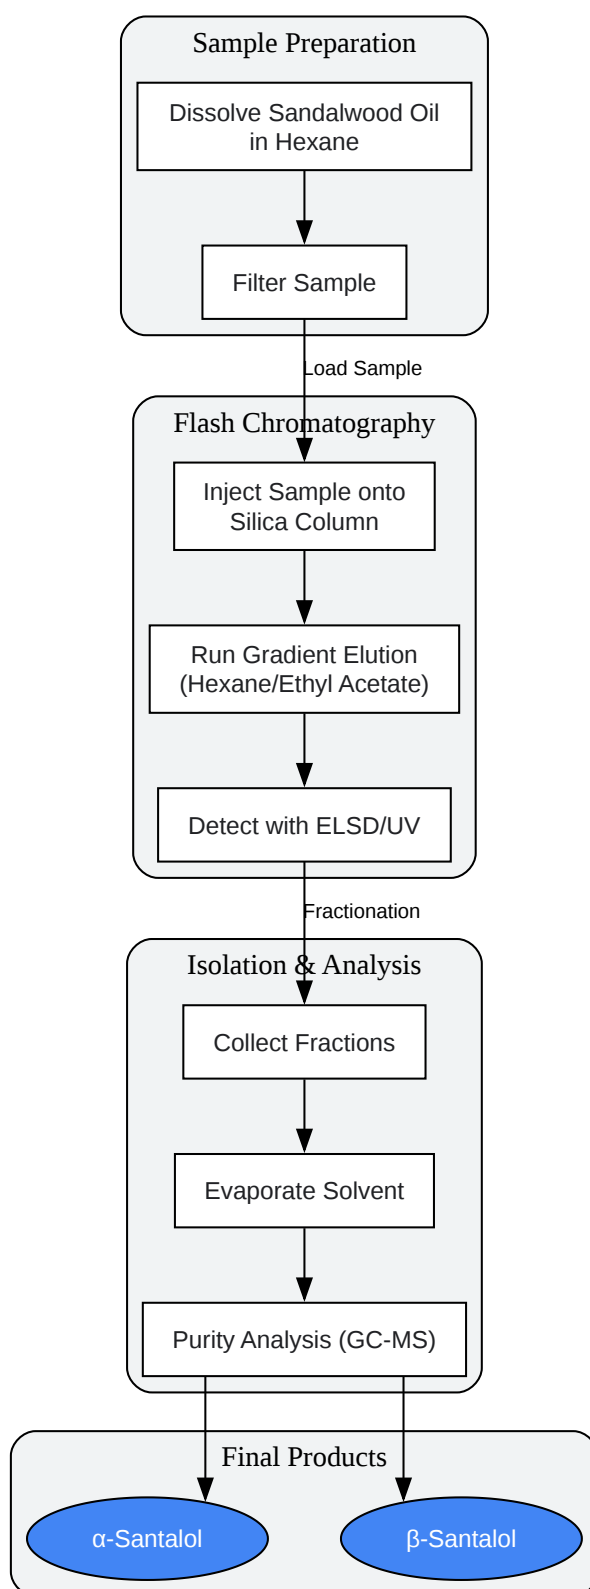 Sample Preparation
Dissolve Sandalwood Oil
in Hexane
Filter Sample
Load Sample
Flash Chromatography
Inject Sample onto
Silica Column
Run Gradient Elution
(Hexane/Ethyl Acetate)
Detect with ELSD/UV
Fractionation
Isolation & Analysis
Collect Fractions
Evaporate Solvent
Purity Analysis (GC-MS)
Final Products
α-Santalol
β-Santalol